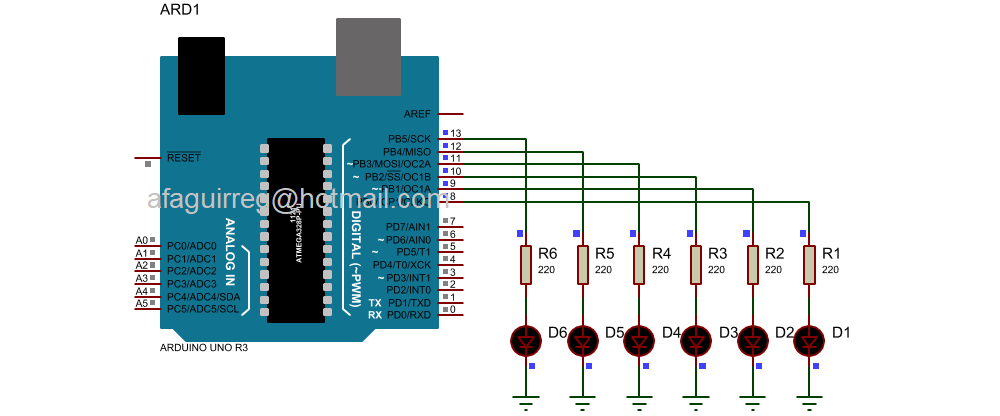 ARD1
AREF
PB5/SCK 13
PB4/MISO 12
~PB3/MOSI/OC2A 11
~ PB2/SS/OC1B 10
~ PB1/OC1A 9
8
RESET
afaguirreg@hotmail.com
PD7/AIN1 7
~ PD6/AIN0 6
~ PD5/T1 5
PD4/T0/XCK 4
~ PD3/INT1 3
PD2/INT0 2
TX PD1/TXD 1
RX PD0/RXD 0
A0 PC0/ADC0
A1 PC1/ADC1
A2 PC2/ADC2
A3 PC3/ADC3
A4 PC4/ADC4/SDA
A5 PC5/ADC5/SCL
ANALOG IN
ATMEGA328P-PU
1121
DIGITAL (~PWM)
R6 R5 R4 R3 R2 R1
220 220 220 220 220 220
D6 D5 D4 D3 D2 D1
ARDUINO UNO R3